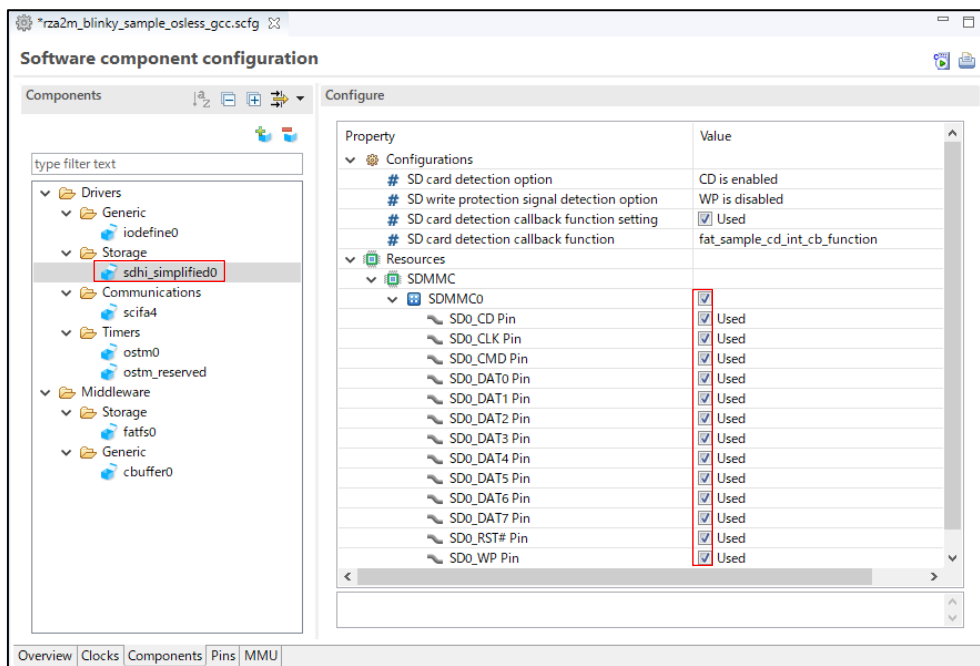 *rza2m_blinky_sample_osless_gcc.scfg
Software component configuration
Components
Configure
type filter text
Drivers
Generic
iodefine0
Storage
sdhi_simplified0
Communications
scifa4
Timers
ostm0
ostm_reserved
Middleware
Storage
fatfs0
Generic
cbuffer0
Property Value
Configurations
# SD card detection option CD is enabled
# SD write protection signal detection option WP is disabled
# SD card detection callback function setting Used
# SD card detection callback function fat_sample_cd_int_cb_function
Resources
SDMMC
SDMMC0
SD0_CD Pin Used
SD0_CLK Pin Used
SD0_CMD Pin Used
SD0_DAT0 Pin Used
SD0_DAT1 Pin Used
SD0_DAT2 Pin Used
SD0_DAT3 Pin Used
SD0_DAT4 Pin Used
SD0_DAT5 Pin Used
SD0_DAT6 Pin Used
SD0_DAT7 Pin Used
SD0_RST# Pin Used
SD0_WP Pin Used
Overview Clocks Components Pins MMU